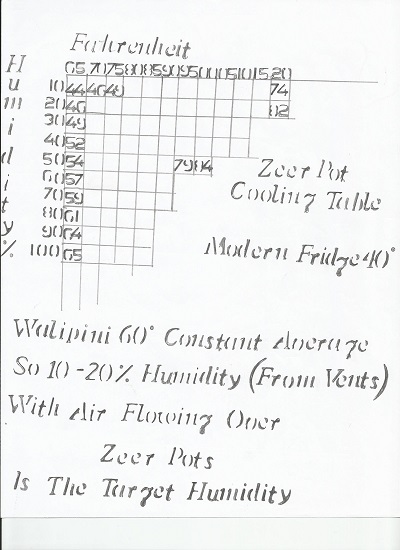 Fahrenheit
Humidity %
65 70 75 80 85 90 95 100 105 110 115 120
10 44 46 49 74
20 46 82
30 49
40 52
50 54 79 84
60 57
70 59
80 61
90 64
100 65
Zeer Pot
Cooling Table
Modern Fridge 40°
Walipini 60° Constant Average
So 10-20% Humidity (From Vents)
With Air Flowing Over
Zeer Pots
Is The Target Humidity